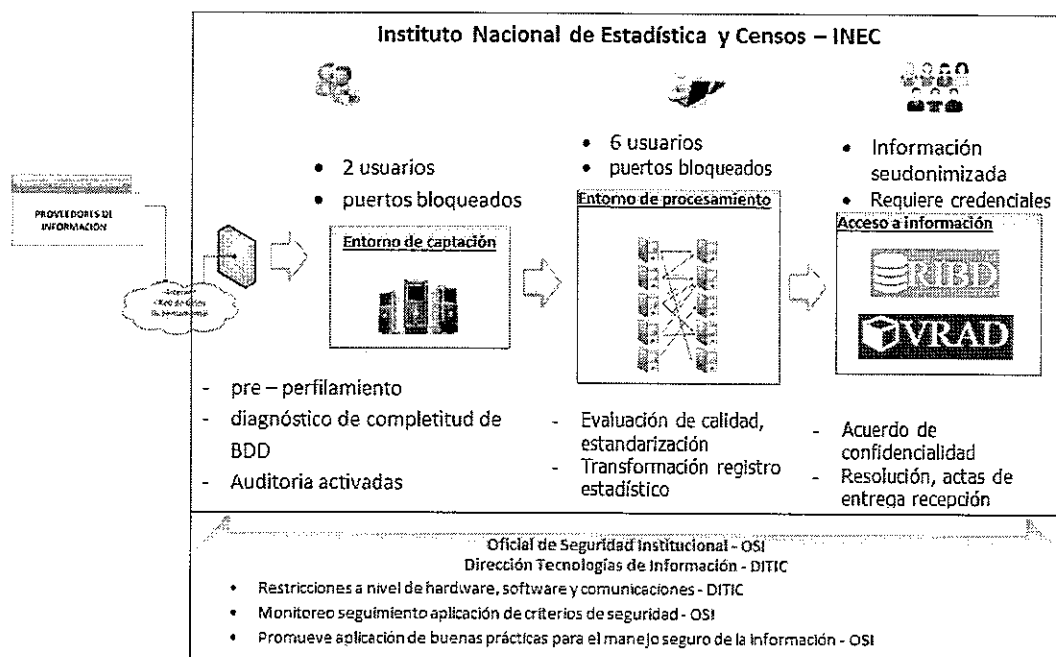 Instituto Nacional de Estadística y Censos – INEC
PROVEEDORES DE
INFORMACIÓN
Internet
• 2 usuarios
• puertos bloqueados
Entorno de captación
- pre – perfilamiento
- diagnóstico de completitud de
BDD
- Auditoria activadas
• 6 usuarios
• puertos bloqueados
Entorno de procesamiento
- Evaluación de calidad,
estandarización
- Transformación registro
estadístico
• Información
seudonimizada
• Requiere credenciales
Acceso a información
RIBD
VRAD
- Acuerdo de
confidencialidad
- Resolución, actas de
entrega recepción
Oficial de Seguridad Institucional - OSI
Dirección Tecnologías de Información - DITIC
• Restricciones a nivel de hardware, software y comunicaciones - DITIC
• Monitoreo seguimiento aplicación de criterios de seguridad - OSI
• Promueve aplicación de buenas prácticas para el manejo seguro de la información - OSI